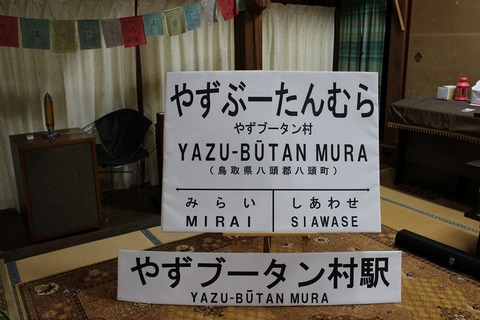 やずぶーたんむら
やずブータン村
YAZU-BŪTAN MURA
(鳥取県八頭郡八頭町)
みらい しあわせ
MIRAI SIAWASE
やずブータン村駅
YAZU-BŪTAN MURA